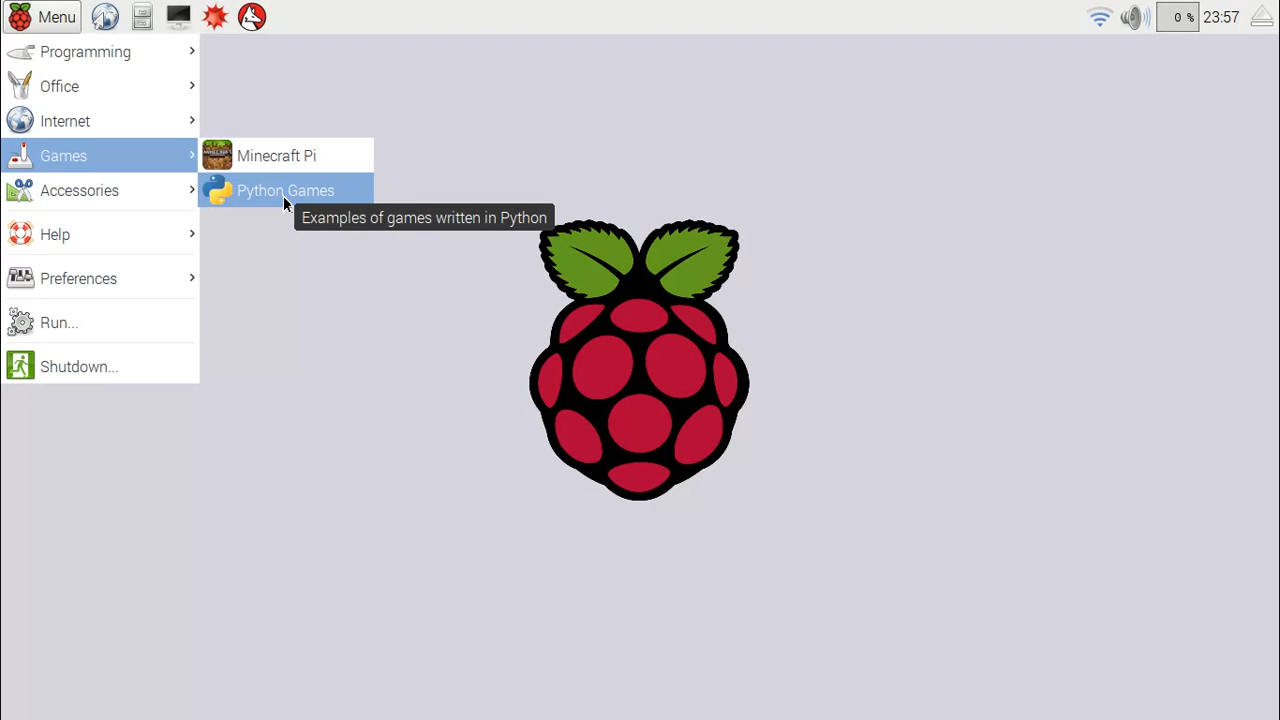 Menu
0 %
23:57
Programming
Office
Internet
Games
Minecraft Pi
Accessories
Python Games
Examples of games written in Python
Help
Preferences
Run...
Shutdown...